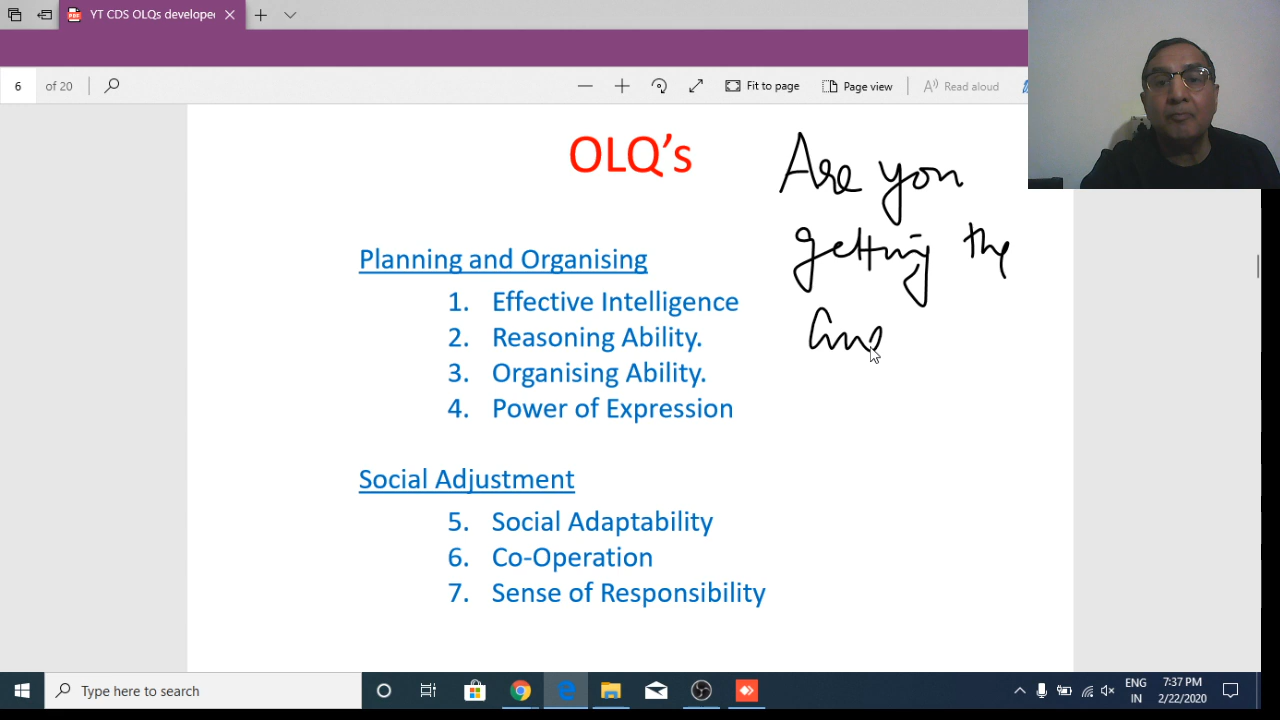 YT CDS OLQs develope
6 of 20
Fit to page
Page view
Read aloud
OLQ's
Are you
getting the
Planning and Organising
1. Effective Intelligence
2. Reasoning Ability.
3. Organising Ability.
4. Power of Expression
Social Adjustment
5. Social Adaptability
6. Co-Operation
7. Sense of Responsibility
Type here to search
ENG
IN
7:37 PM
2/22/2020